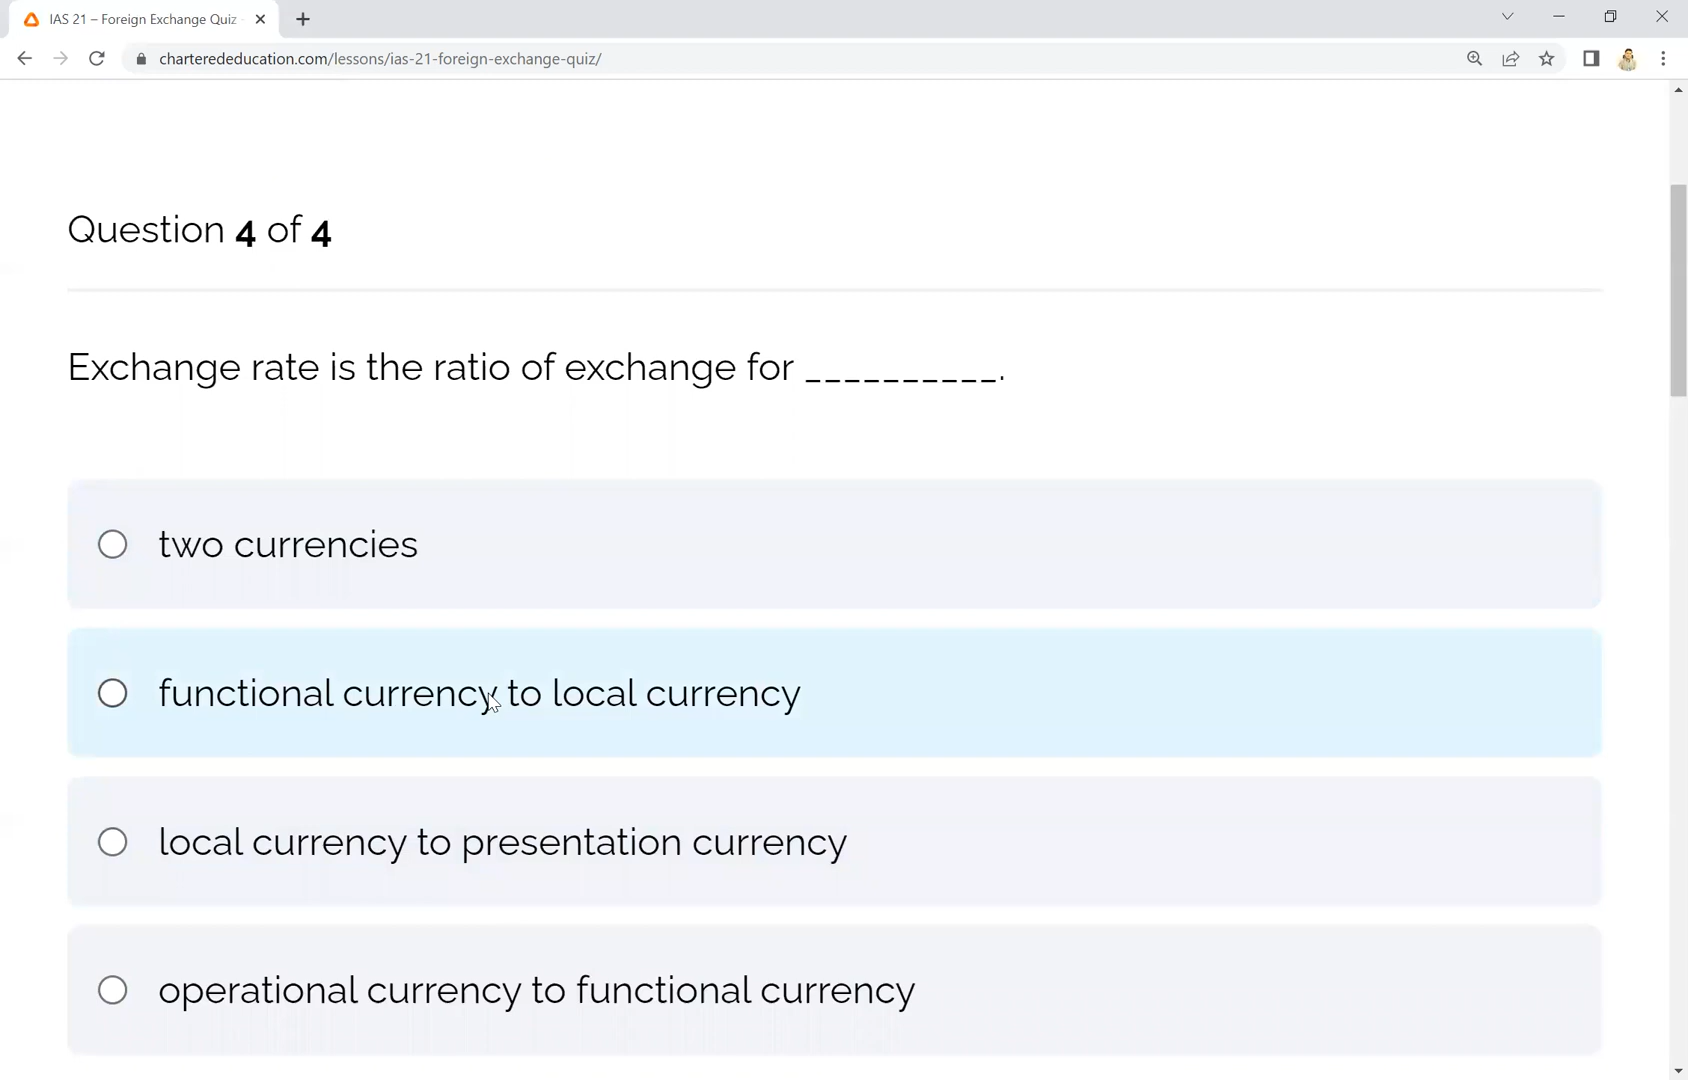 IAS 21 – Foreign Exchange Quiz
charterededucation.com/lessons/ias-21-foreign-exchange-quiz/
Question 4 of 4
Exchange rate is the ratio of exchange for __________.
two currencies
functional currency to local currency
local currency to presentation currency
operational currency to functional currency